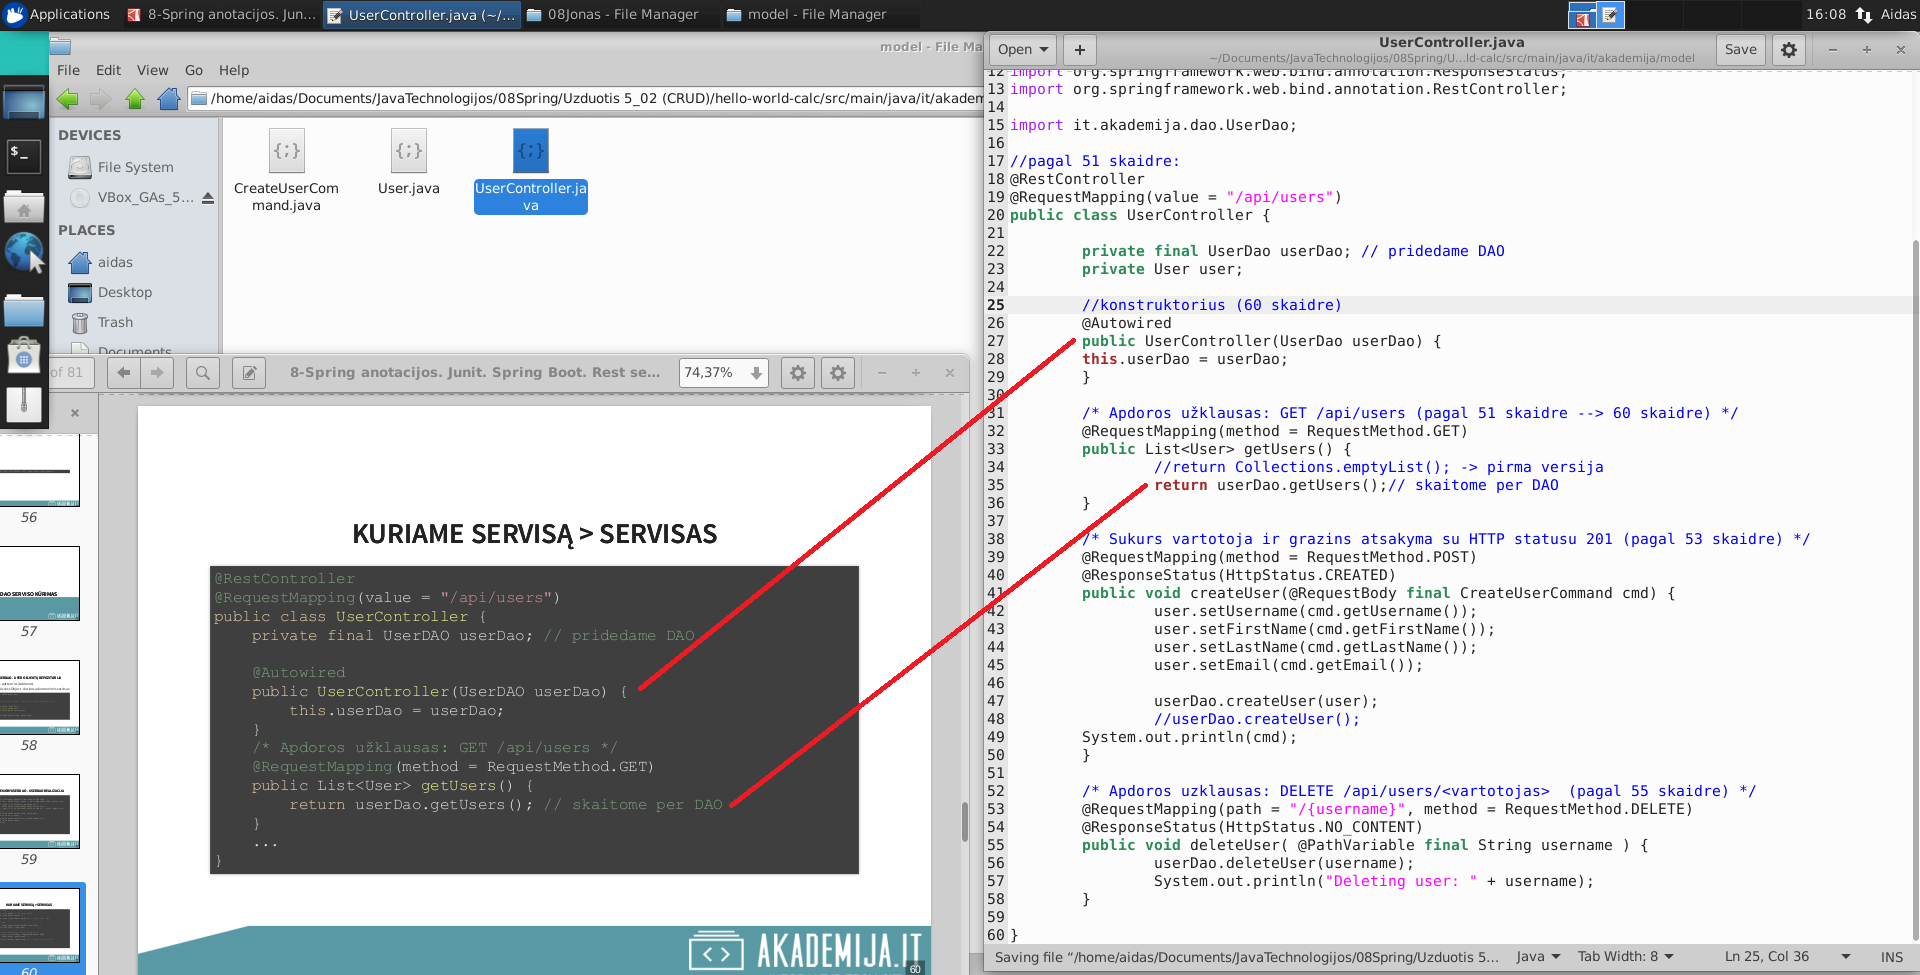 Applications
8-Spring anotacijos. Jun...
UserController.java (~/...
08Jonas - File Manager
model - File Manager
16:08
Aidas
model - File Ma
File Edit View Go Help
/home/aidas/Documents/JavaTechnologijos/08Spring/Uzduotis 5_02 (CRUD)/hello-world-calc/src/main/java/it/akadem
DEVICES
File System
VBox_GAs_5...
PLACES
aidas
Desktop
Trash
Documents
CreateUserCom
mand.java
User.java
UserController.ja
va
of 81
8-Spring anotacijos. Junit. Spring Boot. Rest se...
74,37%
56
DAO SERVISO KŪRIMAS
57
58
59
KURIAME SERVISĄ > SERVISAS
60
KURIAME SERVISĄ > SERVISAS
@RestController
@RequestMapping(value = "/api/users")
public class UserController {
private final UserDAO userDao; // pridedame DAO
@Autowired
public UserController(UserDAO userDao) {
this.userDao = userDao;
}
/* Apdoros užklausas: GET /api/users */
@RequestMapping(method = RequestMethod.GET)
public List<User> getUsers() {
return userDao.getUsers(); // skaitome per DAO
}
...
}
AKADEMIJA.IT
60
Open
+
UserController.java
~/Documents/JavaTechnologijos/08Spring/U...ld-calc/src/main/java/it/akademija/model
Save
12 import org.springframework.web.bind.annotation.ResponseStatus;
13 import org.springframework.web.bind.annotation.RestController;
14
15 import it.akademija.dao.UserDao;
16
17 //pagal 51 skaidre:
18 @RestController
19 @RequestMapping(value = "/api/users")
20 public class UserController {
21
22 private final UserDao userDao; // pridedame DAO
23 private User user;
24
25 //konstruktorius (60 skaidre)
26 @Autowired
27 public UserController(UserDao userDao) {
28 this.userDao = userDao;
29 }
30
31 /* Apdoros užklausas: GET /api/users (pagal 51 skaidre --> 60 skaidre) */
32 @RequestMapping(method = RequestMethod.GET)
33 public List<User> getUsers() {
34 //return Collections.emptyList(); -> pirma versija
35 return userDao.getUsers();// skaitome per DAO
36 }
37
38 /* Sukurs vartotoja ir grazins atsakyma su HTTP statusu 201 (pagal 53 skaidre) */
39 @RequestMapping(method = RequestMethod.POST)
40 @ResponseStatus(HttpStatus.CREATED)
41 public void createUser(@RequestBody final CreateUserCommand cmd) {
42 user.setUsername(cmd.getUsername());
43 user.setFirstName(cmd.getFirstName());
44 user.setLastName(cmd.getLastName());
45 user.setEmail(cmd.getEmail());
46
47 userDao.createUser(user);
48 //userDao.createUser();
49 System.out.println(cmd);
50 }
51
52 /* Apdoros uzklausas: DELETE /api/users/<vartotojas> (pagal 55 skaidre) */
53 @RequestMapping(path = "/{username}", method = RequestMethod.DELETE)
54 @ResponseStatus(HttpStatus.NO_CONTENT)
55 public void deleteUser( @PathVariable final String username ) {
56 userDao.deleteUser(username);
57 System.out.println("Deleting user: " + username);
58 }
59
60 }
Saving file “/home/aidas/Documents/JavaTechnologijos/08Spring/Uzduotis 5...
Java
Tab Width: 8
Ln 25, Col 36
INS